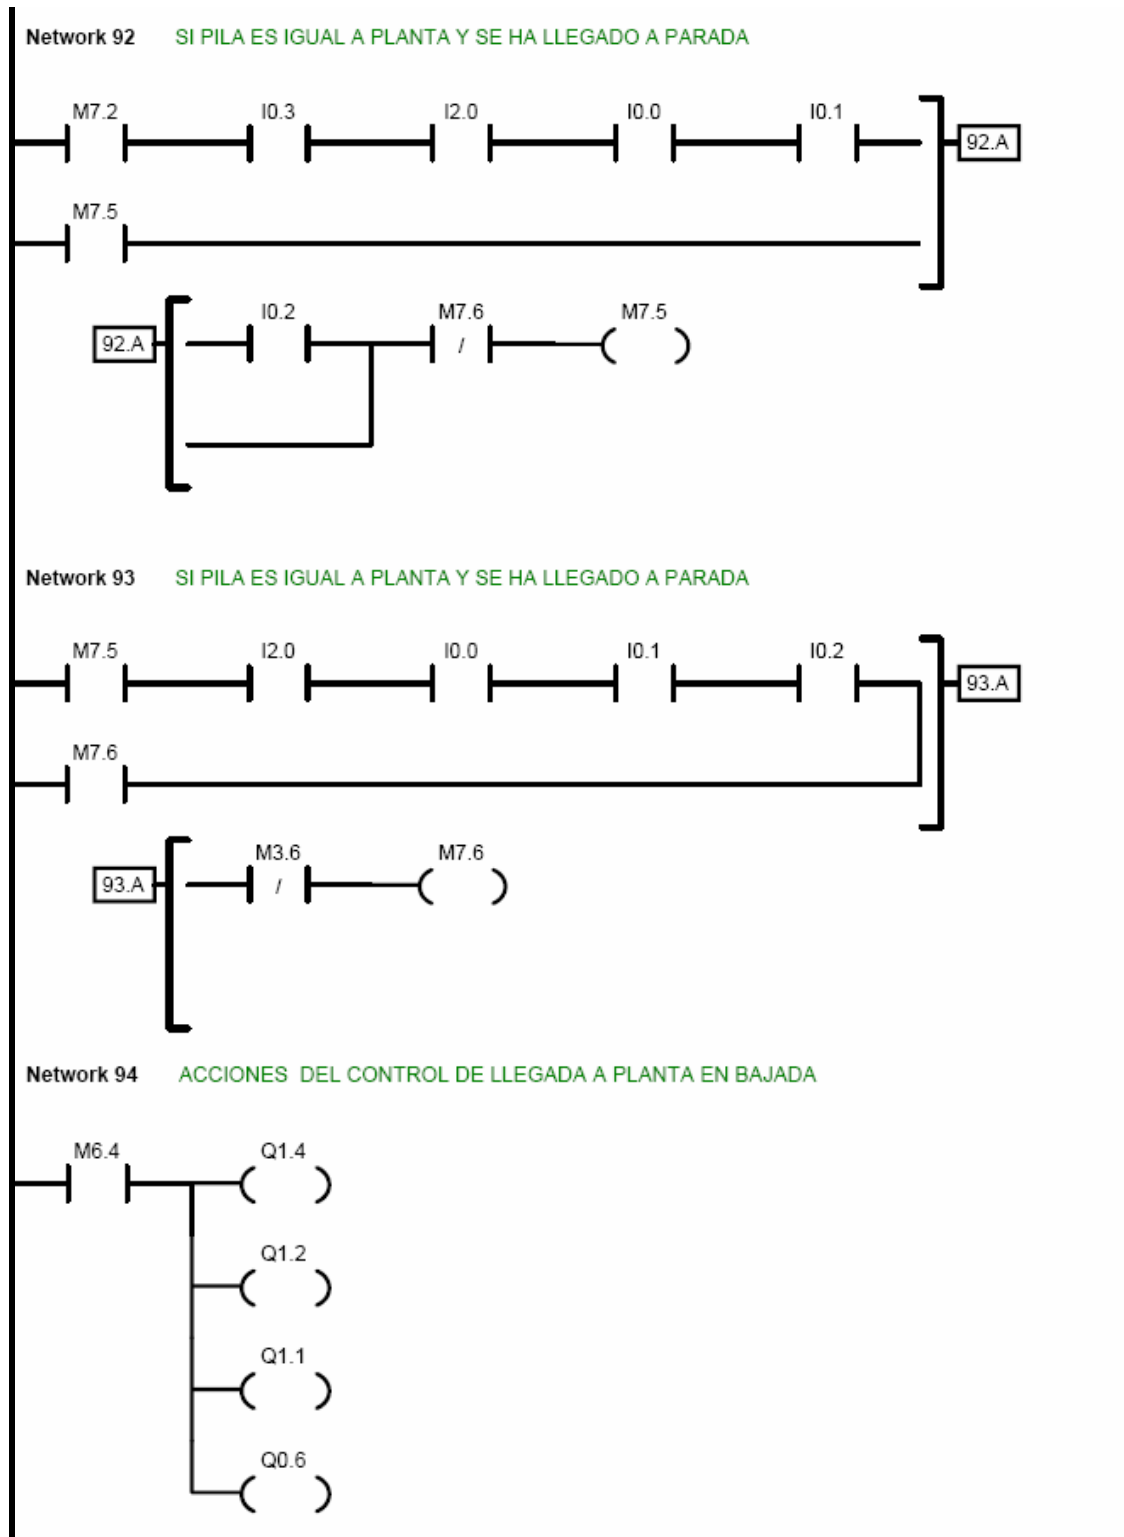 Network 92 SI PILA ES IGUAL A PLANTA Y SE HA LLEGADO A PARADA
M7.2 I0.3 I2.0 I0.0 I0.1
92.A
M7.5
I0.2 M7.6 M7.5
92.A /
Network 93 SI PILA ES IGUAL A PLANTA Y SE HA LLEGADO A PARADA
M7.5 I2.0 I0.0 I0.1 I0.2
93.A
M7.6
M3.6 M7.6
93.A /
Network 94 ACCIONES DEL CONTROL DE LLEGADA A PLANTA EN BAJADA
M6.4 Q1.4
Q1.2
Q1.1
Q0.6